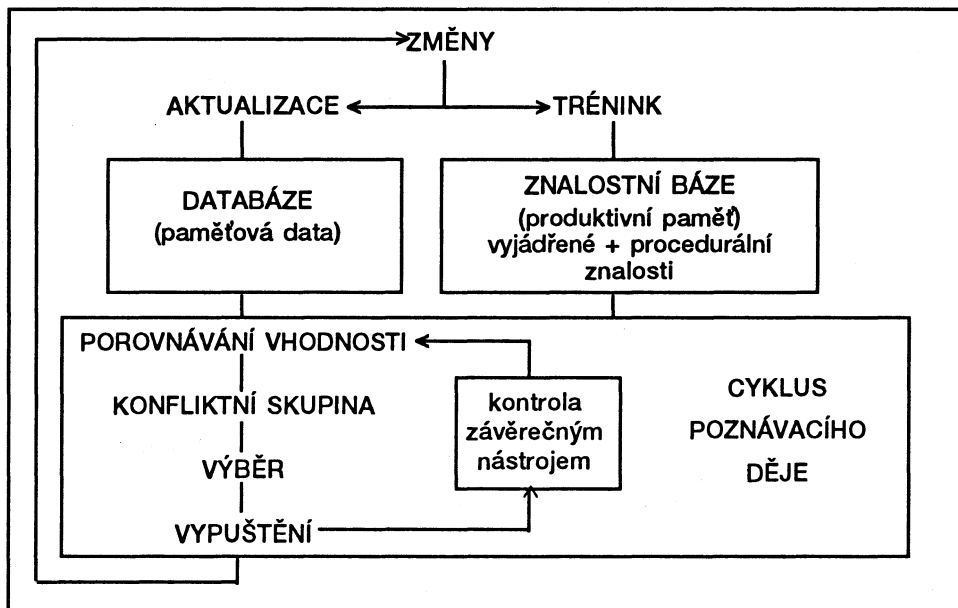 ZMĚNY
AKTUALIZACE
TRÉNINK
DATABÁZE
(paměťová data)
ZNALOSTNÍ BÁZE
(produktivní paměť)
vyjádřené + procedurální
znalosti
POROVNÁVÁNÍ VHODNOSTI
KONFLIKTNÍ SKUPINA
VÝBĚR
VYPUŠTĚNÍ
kontrola
závěrečným
nástrojem
CYKLUS
POZNÁVACÍHO
DĚJE